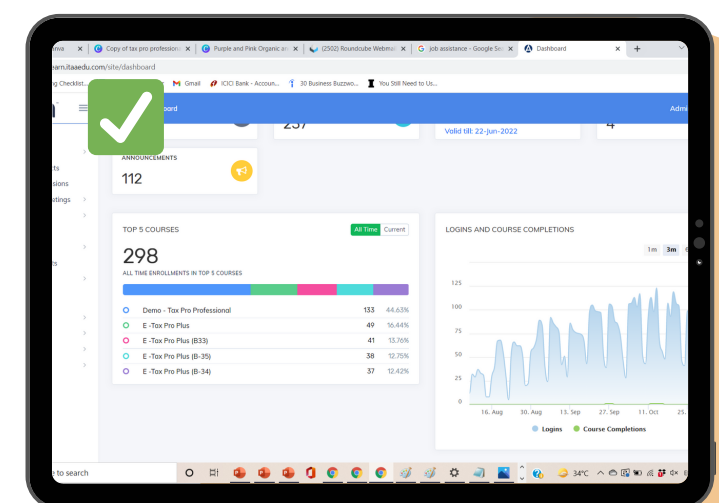 Copy of tax pro profession
Purple and Pink Organic an
(2502) Roundcube Webmai
job assistance - Google Sea
Dashboard
earn.itaaedu.com/site/dashboard
ng Checklist...
Gmail
ICICI Bank - Accoun...
30 Business Buzzwo...
You Still Need to Us...
Admi
Valid till: 22-Jun-2022
ANNOUNCEMENTS
112
TOP 5 COURSES
All Time Current
298
ALL TIME ENROLLMENTS IN TOP 5 COURSES
Demo - Tax Pro Professional 133 44.63%
E -Tax Pro Plus 49 16.44%
E -Tax Pro Plus (B33) 41 13.76%
E -Tax Pro Plus (B-35) 38 12.75%
E -Tax Pro Plus (B-34) 37 12.42%
LOGINS AND COURSE COMPLETIONS
1m 3m
125
100
75
50
25
0
16. Aug 30. Aug 13. Sep 27. Sep 11. Oct 25.
Logins Course Completions
e to search
34°C